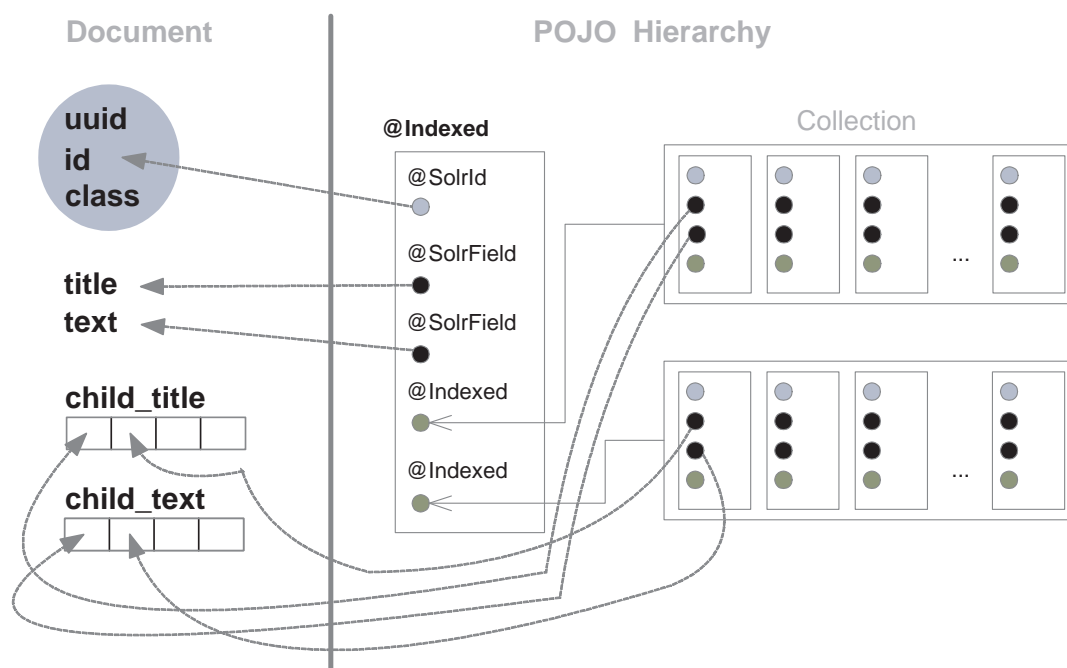 Document
POJO Hierarchy
uuid
id
class
title
text
child_title
child_text
@Indexed
@SolrId
@SolrField
@SolrField
@Indexed
@Indexed
Collection
...
...